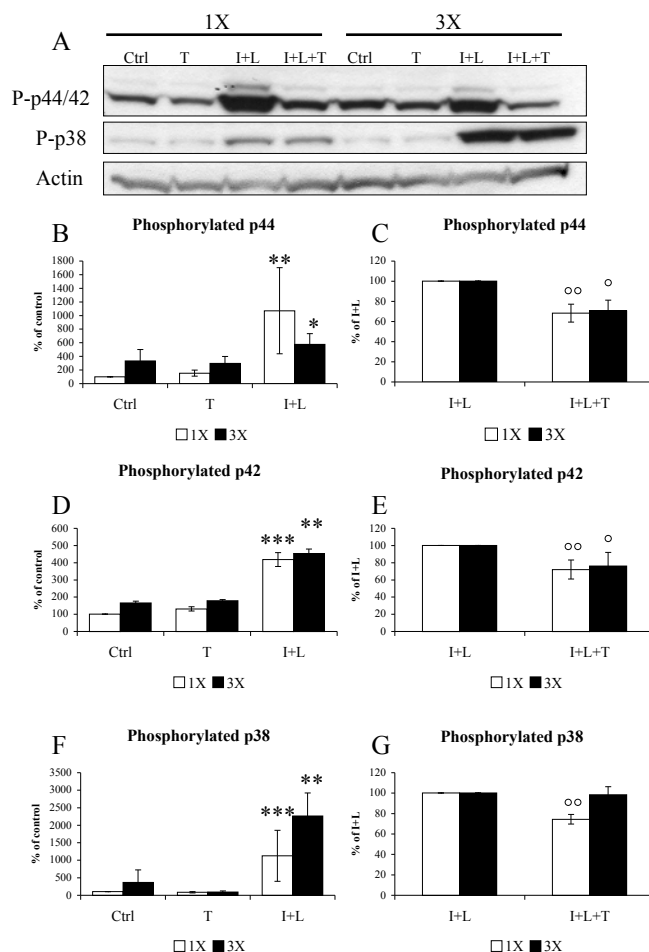 A
1X 3X
Ctrl T I+L I+L+T Ctrl T I+L I+L+T
P-p44/42
P-p38
Actin
B
Phosphorylated p44
% of control
1800
1600
1400
1200
1000
800
600
400
200
0
** *
Ctrl T I+L
1X 3X
C
Phosphorylated p44
% of I+L
120
100
80
60
40
20
0
°° °
I+L I+L+T
1X 3X
D
Phosphorylated p42
% of control
600
500
400
300
200
100
0
*** **
Ctrl T I+L
1X 3X
E
Phosphorylated p42
% of I+L
120
100
80
60
40
20
0
°° °
I+L I+L+T
1X 3X
F
Phosphorylated p38
% of control
3500
3000
2500
2000
1500
1000
500
0
*** **
Ctrl T I+L
1X 3X
G
Phosphorylated p38
% of I+L
120
100
80
60
40
20
0
°°
I+L I+L+T
1X 3X